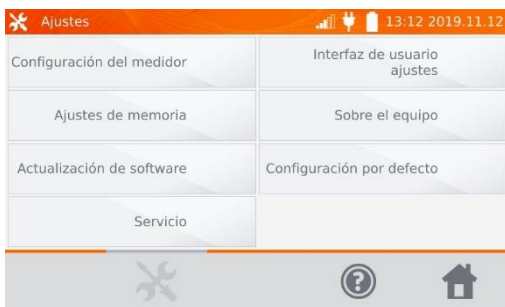 Ajustes
13:12 2019.11.12
Configuración del medidor
Interfaz de usuario
ajustes
Ajustes de memoria
Sobre el equipo
Actualización de software
Configuración por defecto
Servicio
?